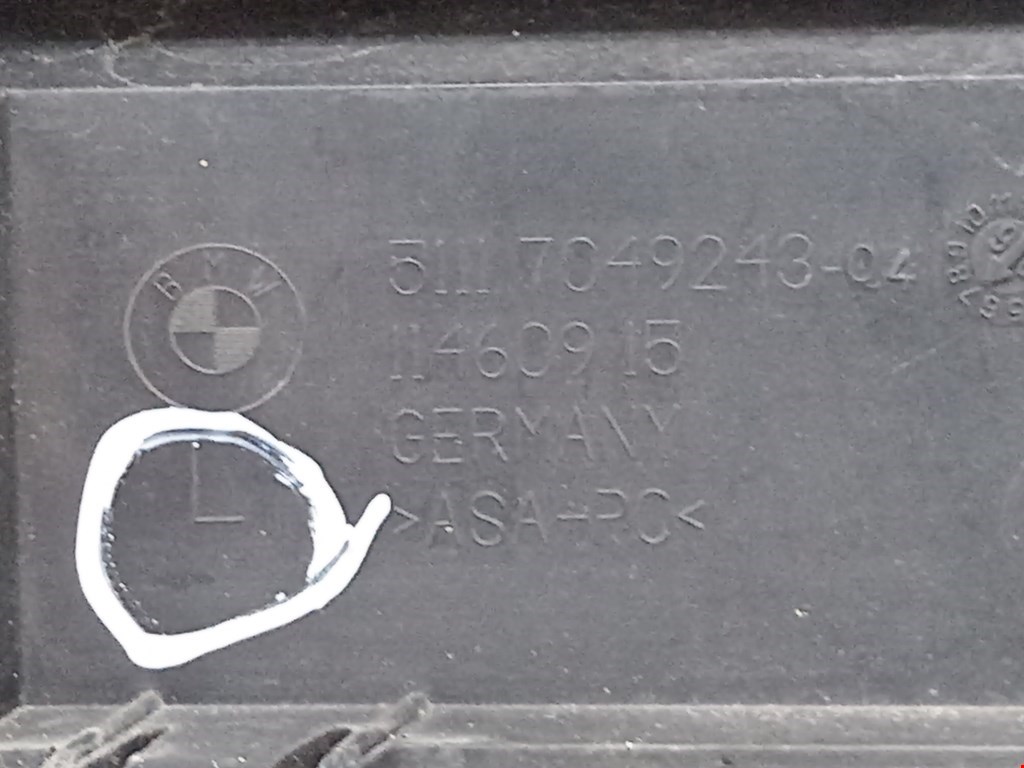 BMW
5111 7049243-04
11460915
GERMANY
L
>ASA+PC<